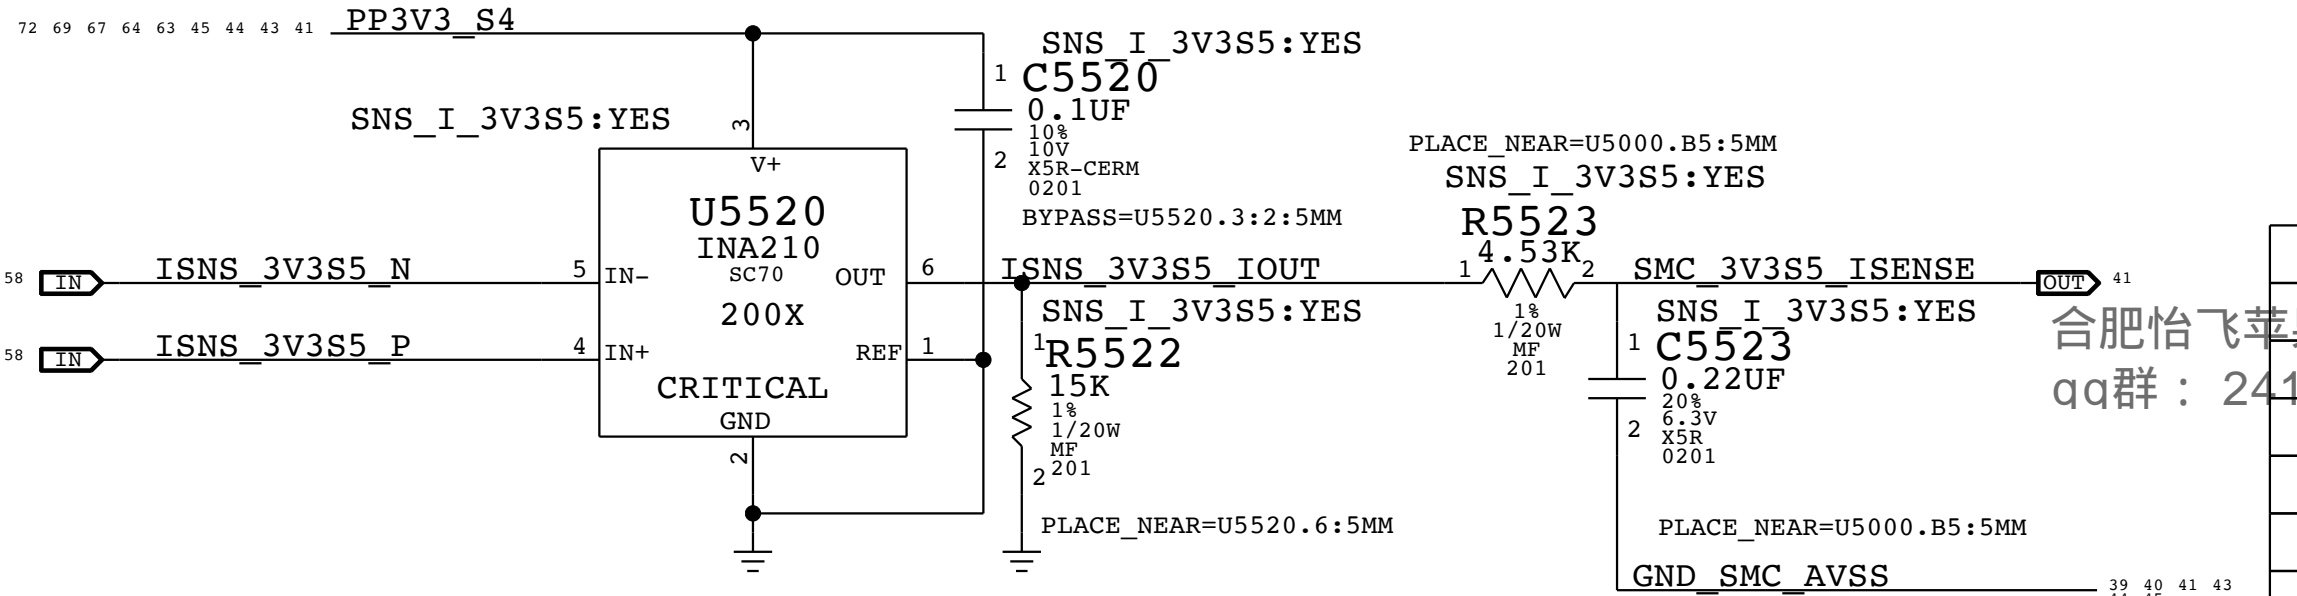 72 69 67 64 63 45 44 43 41
PP3V3_S4
SNS_I_3V3S5:YES
1
C5520
0.1UF
10%
10V
2
X5R-CERM
0201
BYPASS=U5520.3:2:5MM
SNS_I_3V3S5:YES
3
V+
U5520
INA210
SC70
200X
CRITICAL
GND
2
58
IN
ISNS_3V3S5_N
5
IN-
58
IN
ISNS_3V3S5_P
4
IN+
OUT
6
REF
1
ISNS_3V3S5_IOUT
SNS_I_3V3S5:YES
1
R5522
15K
1%
1/20W
MF
201
2
PLACE_NEAR=U5520.6:5MM
PLACE_NEAR=U5000.B5:5MM
SNS_I_3V3S5:YES
R5523
4.53K
1
2
1%
1/20W
MF
201
SMC_3V3S5_ISENSE
OUT
41
SNS_I_3V3S5:YES
1
C5523
0.22UF
20%
6.3V
2
X5R
0201
PLACE_NEAR=U5000.B5:5MM
GND_SMC_AVSS
39 40 41 43
合肥怡飞苹
qq群：241